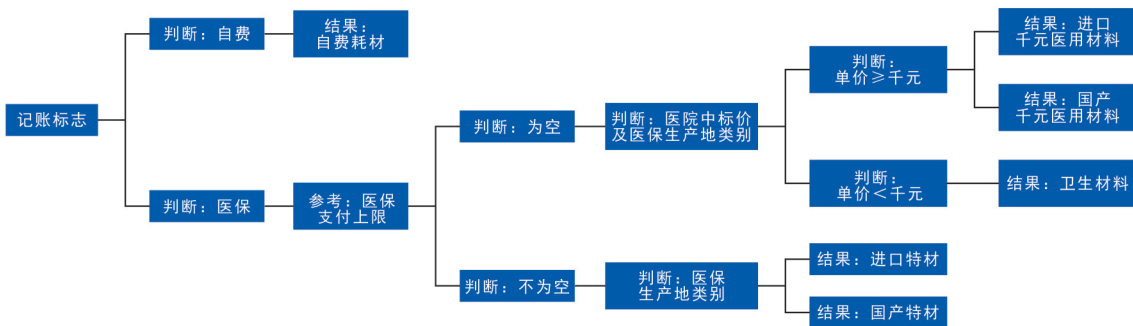 记账标志
判断：自费
结果：
自费耗材
判断：医保
参考：医保
支付上限
判断：为空
判断：医院中标价
及医保生产地类别
判断：
单价≥千元
结果：进口
千元医用材料
结果：国产
千元医用材料
判断：
单价<千元
结果：卫生材料
判断：不为空
判断：医保
生产地类别
结果：进口特材
结果：国产特材